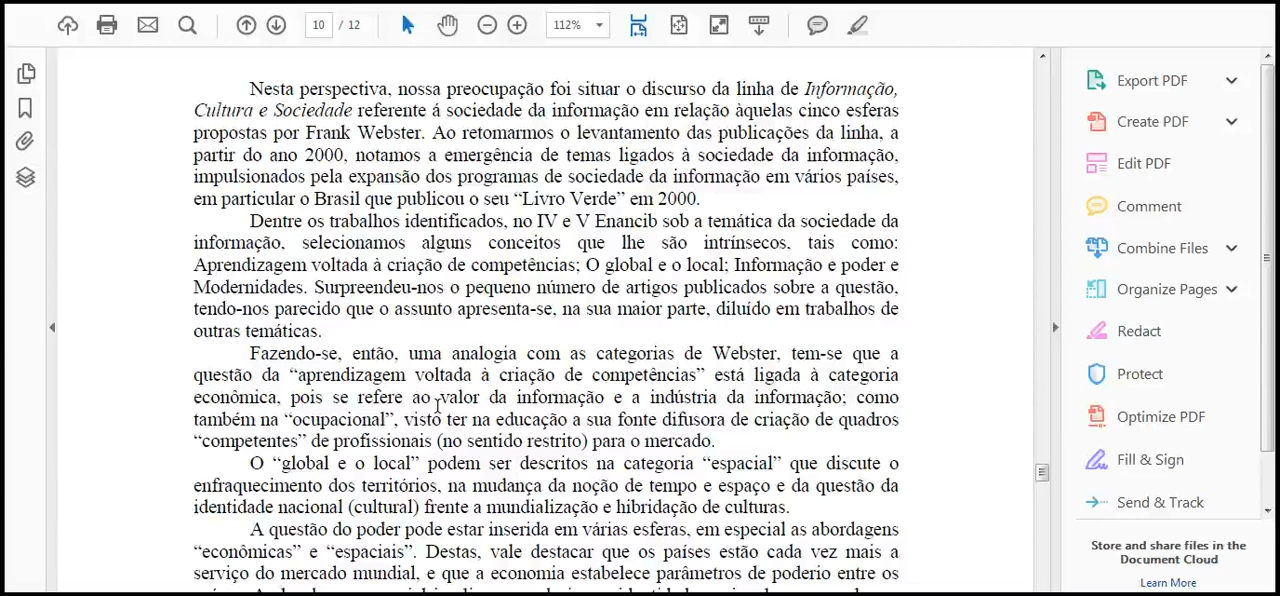 10 / 12
112%
Nesta perspectiva, nossa preocupação foi situar o discurso da linha de Informação,
Cultura e Sociedade referente á sociedade da informação em relação àquelas cinco esferas
propostas por Frank Webster. Ao retomarmos o levantamento das publicações da linha, a
partir do ano 2000, notamos a emergência de temas ligados à sociedade da informação,
impulsionados pela expansão dos programas de sociedade da informação em vários países,
em particular o Brasil que publicou o seu “Livro Verde” em 2000.
Dentre os trabalhos identificados, no IV e V Enancib sob a temática da sociedade da
informação, selecionamos alguns conceitos que lhe são intrínsecos, tais como:
Aprendizagem voltada à criação de competências; O global e o local; Informação e poder e
Modernidades. Surpreendeu-nos o pequeno número de artigos publicados sobre a questão,
tendo-nos parecido que o assunto apresenta-se, na sua maior parte, diluído em trabalhos de
outras temáticas.
Fazendo-se, então, uma analogia com as categorias de Webster, tem-se que a
questão da “aprendizagem voltada à criação de competências” está ligada à categoria
econômica, pois se refere ao valor da informação e a indústria da informação; como
também na “ocupacional”, visto ter na educação a sua fonte difusora de criação de quadros
“competentes” de profissionais (no sentido restrito) para o mercado.
O “global e o local” podem ser descritos na categoria “espacial” que discute o
enfraquecimento dos territórios, na mudança da noção de tempo e espaço e da questão da
identidade nacional (cultural) frente a mundialização e hibridação de culturas.
A questão do poder pode estar inserida em várias esferas, em especial as abordagens
“econômicas” e “espaciais”. Destas, vale destacar que os países estão cada vez mais a
serviço do mercado mundial, e que a economia estabelece parâmetros de poderio entre os
Export PDF
Create PDF
Edit PDF
Comment
Combine Files
Organize Pages
Redact
Protect
Optimize PDF
Fill & Sign
Send & Track
Store and share files in the
Document Cloud
Learn More